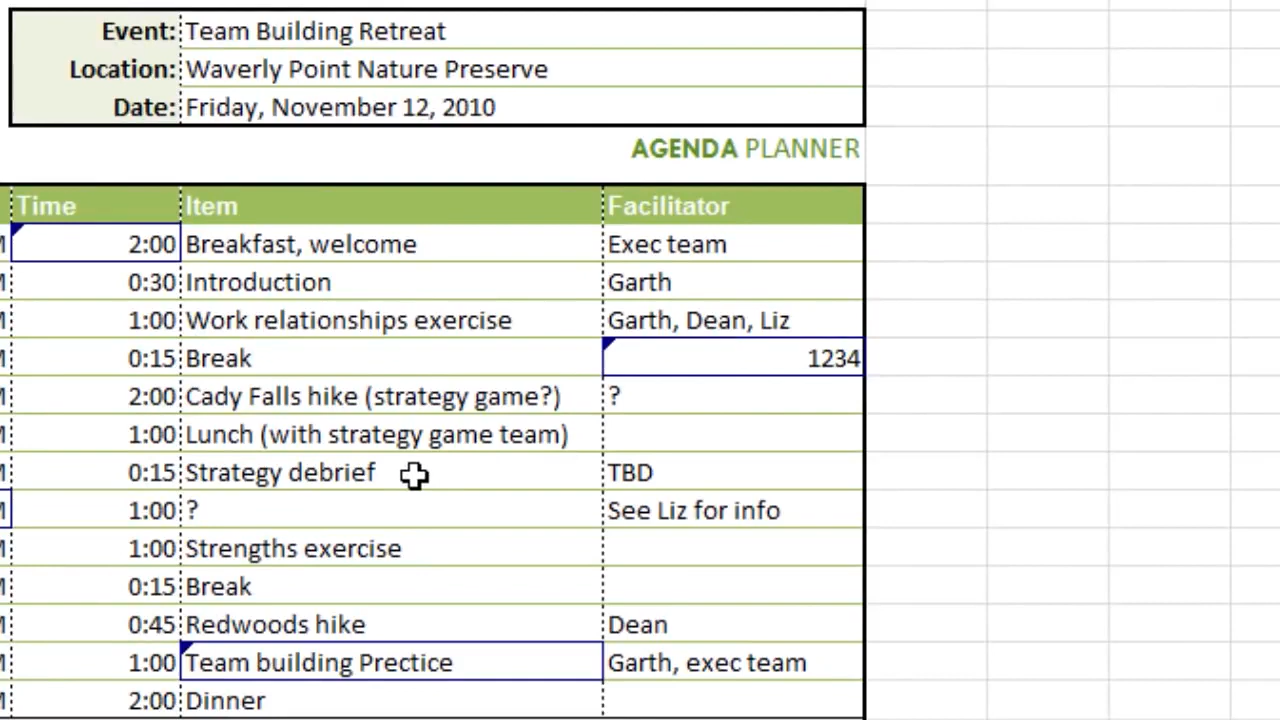 Event: Team Building Retreat
Location: Waverly Point Nature Preserve
Date: Friday, November 12, 2010
AGENDA PLANNER
Time Item Facilitator
2:00 Breakfast, welcome Exec team
0:30 Introduction Garth
1:00 Work relationships exercise Garth, Dean, Liz
0:15 Break 1234
2:00 Cady Falls hike (strategy game?) ?
1:00 Lunch (with strategy game team)
0:15 Strategy debrief TBD
1:00 ? See Liz for info
1:00 Strengths exercise
0:15 Break
0:45 Redwoods hike Dean
1:00 Team building Prectice Garth, exec team
2:00 Dinner